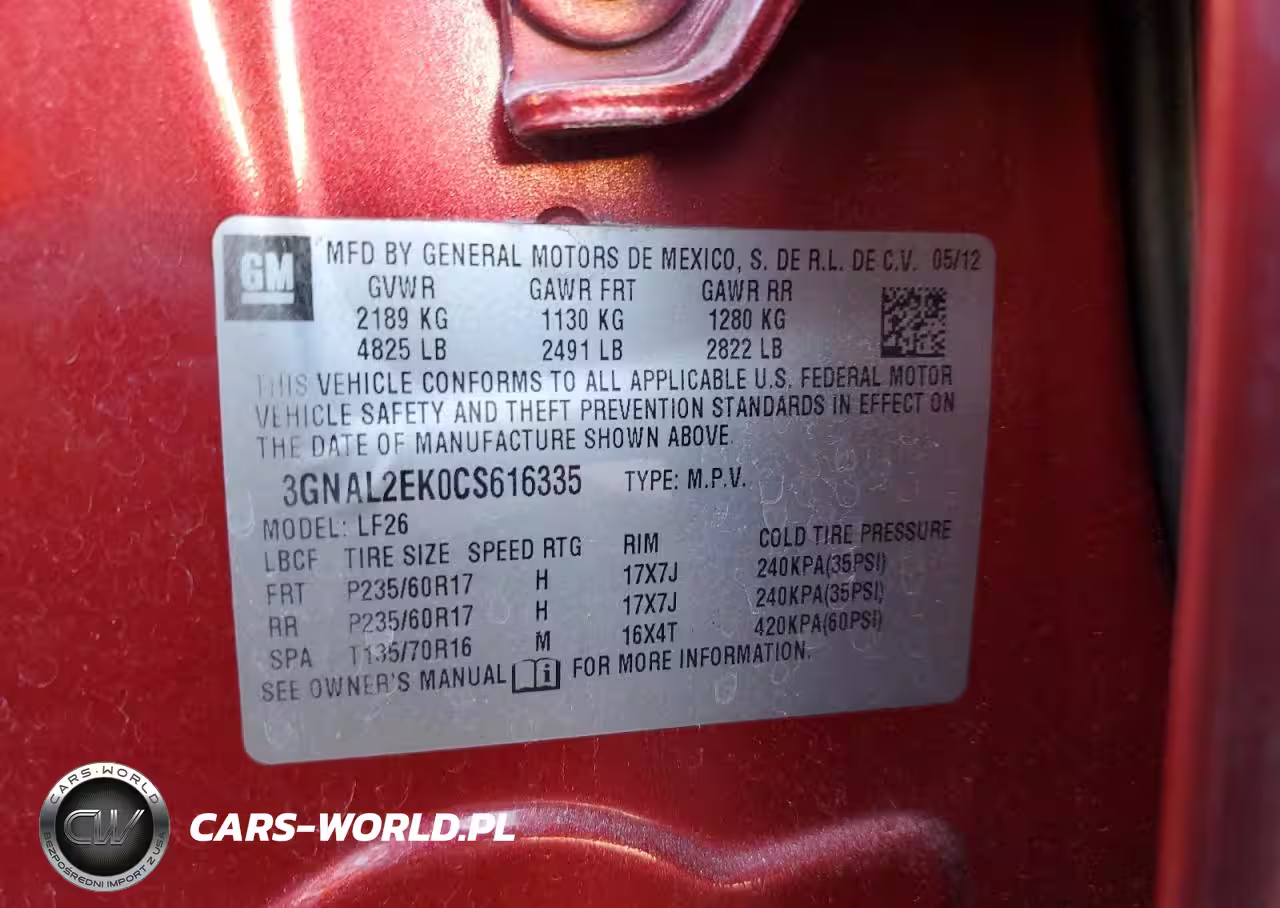 GM
MFD BY GENERAL MOTORS DE MEXICO, S. DE R.L. DE C.V. 05/12
GVWR GAWR FRT GAWR RR
2189 KG 1130 KG 1280 KG
4825 LB 2491 LB 2822 LB
THIS VEHICLE CONFORMS TO ALL APPLICABLE U.S. FEDERAL MOTOR
VEHICLE SAFETY AND THEFT PREVENTION STANDARDS IN EFFECT ON
THE DATE OF MANUFACTURE SHOWN ABOVE.
3GNAL2EK0CS616335 TYPE: M.P.V.
MODEL: LF26
LBCF TIRE SIZE SPEED RTG RIM COLD TIRE PRESSURE
FRT P235/60R17 H 17X7J 240KPA(35PSI)
RR P235/60R17 H 17X7J 240KPA(35PSI)
SPA T135/70R16 M 16X4T 420KPA(60PSI)
SEE OWNER'S MANUAL i FOR MORE INFORMATION.
CARS-WORLD
CW
BEZPOŚREDNI IMPORT Z USA
CARS-WORLD.PL